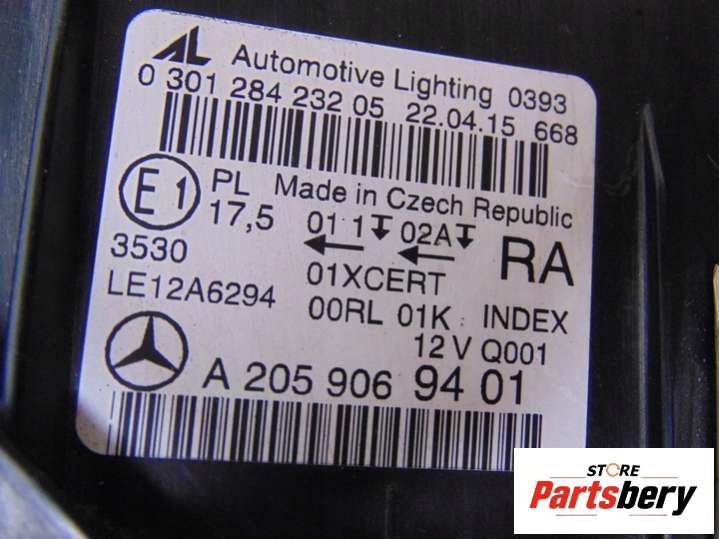 AL Automotive Lighting 0393
0 301 284 232 05 22.04.15 668
E1 PL Made in Czech Republic
17,5 01 1 02A RA
3530 01XCERT
LE12A6294 00RL 01K INDEX
12 V Q001
A 205 906 94 01
STORE
Partsbery